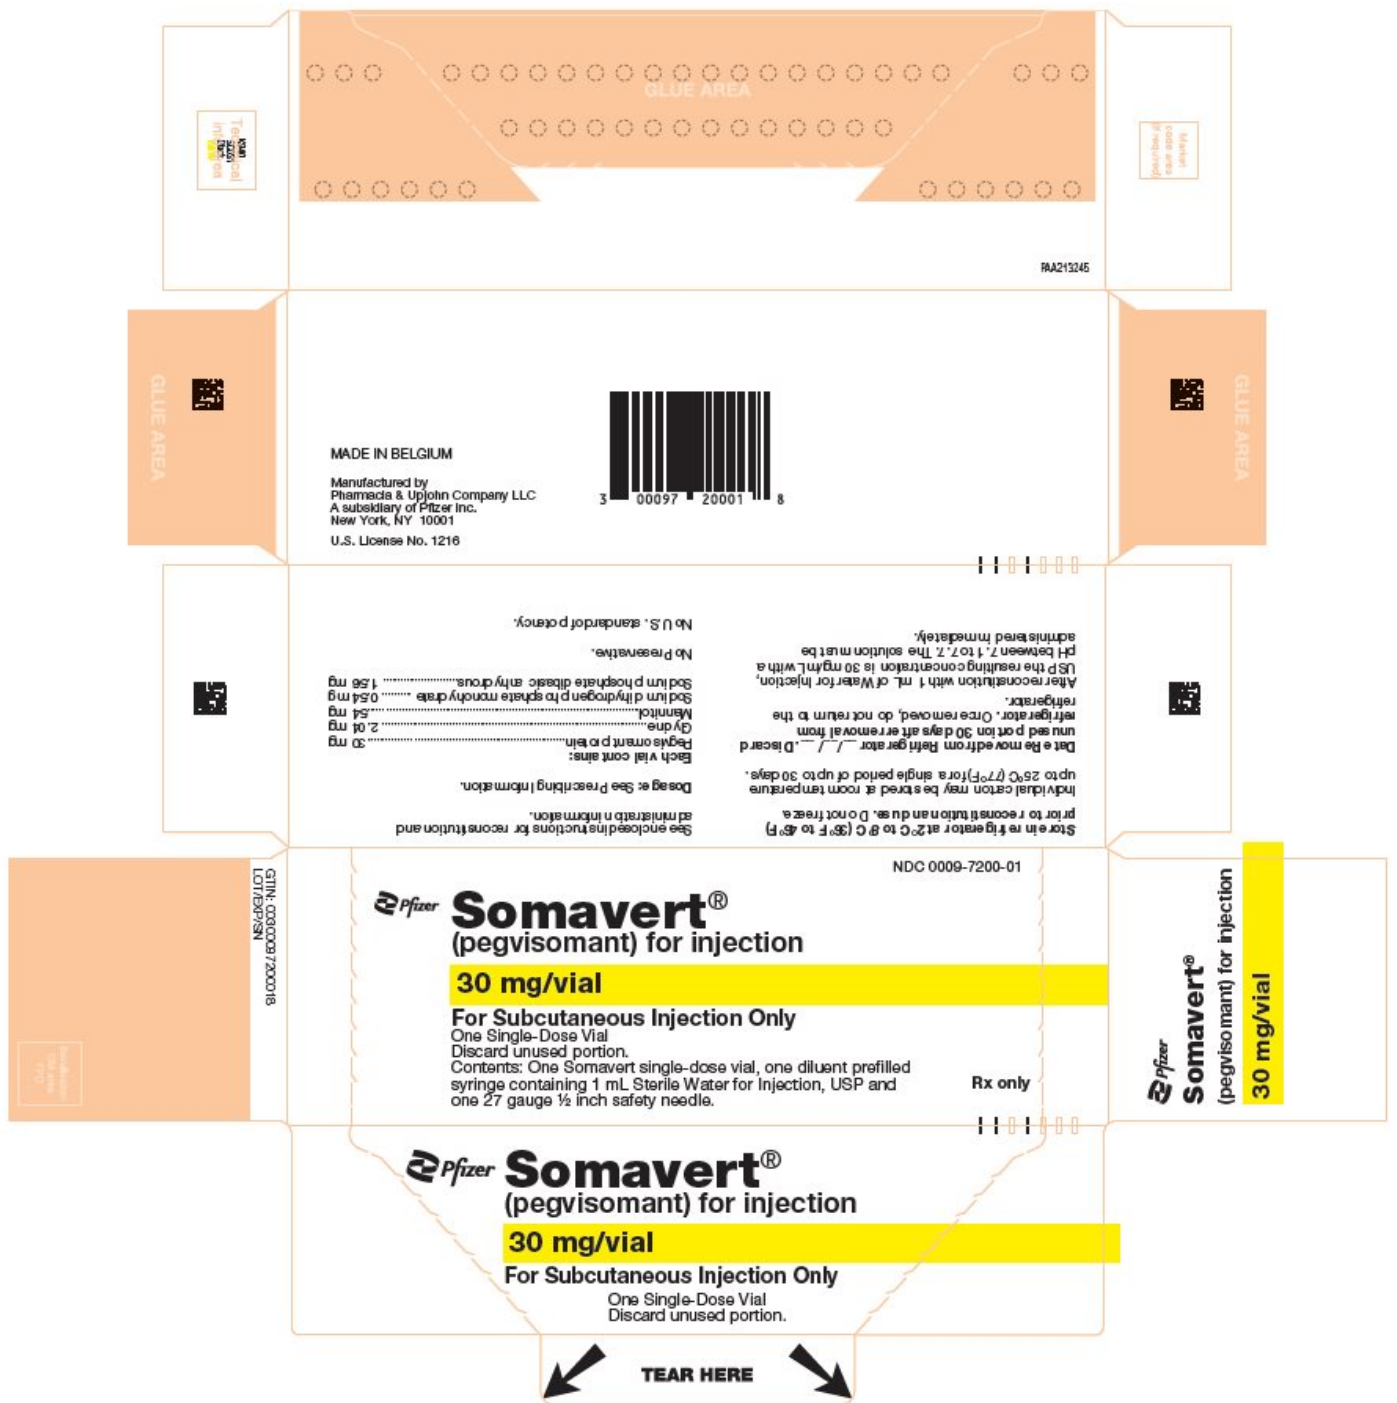 GLUE AREA
Technical
information
Market
code area
(if required)
PAA213245
GLUE AREA
GLUE AREA
MADE IN BELGIUM
Manufactured by
Pharmacia & Upjohn Company LLC
A subsidiary of Pfizer Inc.
New York, NY 10001
U.S. License No. 1216
3 00097 20001 8
See enclosed instructions for reconstitution and
administration information.
Dosage: See Prescribing Information.
Each vial contains:
Pegvisomant protein 30 mg
Glycine 2.04 mg
Mannitol 54 mg
Sodium dihydrogen phosphate monohydrate 0.54 mg
Sodium phosphate dibasic anhydrous 1.56 mg
No Preservative.
No U.S. standard of potency.
Store in refrigerator at 2°C to 8°C (36°F to 46°F)
prior to reconstitution and use. Do not freeze.
Individual carton may be stored at room temperature
up to 25°C (77°F) for a single period of up to 30 days.
Date Removed from Refrigerator __/__/__. Discard
unused portion 30 days after removal from
refrigerator. Once removed, do not return to the
refrigerator.
After reconstitution with 1 mL of Water for Injection,
USP the resulting concentration is 30 mg/mL with a
pH between 7.1 to 7.7. The solution must be
administered immediately.
GTIN: 00300097200018
LOT/EXP/SN
NDC 0009-7200-01
Pfizer
Somavert®
(pegvisomant) for injection
30 mg/vial
For Subcutaneous Injection Only
One Single-Dose Vial
Discard unused portion.
Contents: One Somavert single-dose vial, one diluent prefilled
syringe containing 1 mL Sterile Water for Injection, USP and
one 27 gauge ½ inch safety needle.
Rx only
Pfizer
Somavert®
(pegvisomant) for injection
30 mg/vial
Pfizer
Somavert®
(pegvisomant) for injection
30 mg/vial
For Subcutaneous Injection Only
One Single-Dose Vial
Discard unused portion.
TEAR HERE